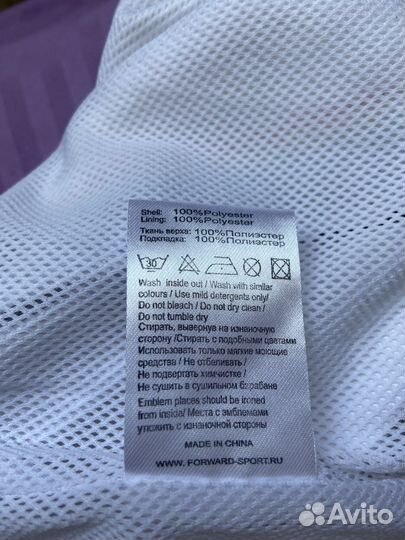 Shell: 100%Polyester
Lining: 100%Polyester
Ткань верха: 100%Полиэстер
Подкладка: 100%Полиэстер
30
Wash inside out / Wash with similar
colours / Use mild detergents only/
Do not bleach / Do not dry clean /
Do not tumble dry
Стирать, вывернув на изнаночную
сторону /Стирать с подобными цветами
Использовать только мягкие моющие
средства / Не отбеливать /
Не подвергать химчистке /
Не сушить в сушильном барабане
Emblem places should be ironed
from inside/ Места с эмблемами
утюжить с изнаночной стороны
MADE IN CHINA
WWW. FORWARD-SPORT.RU
Avito